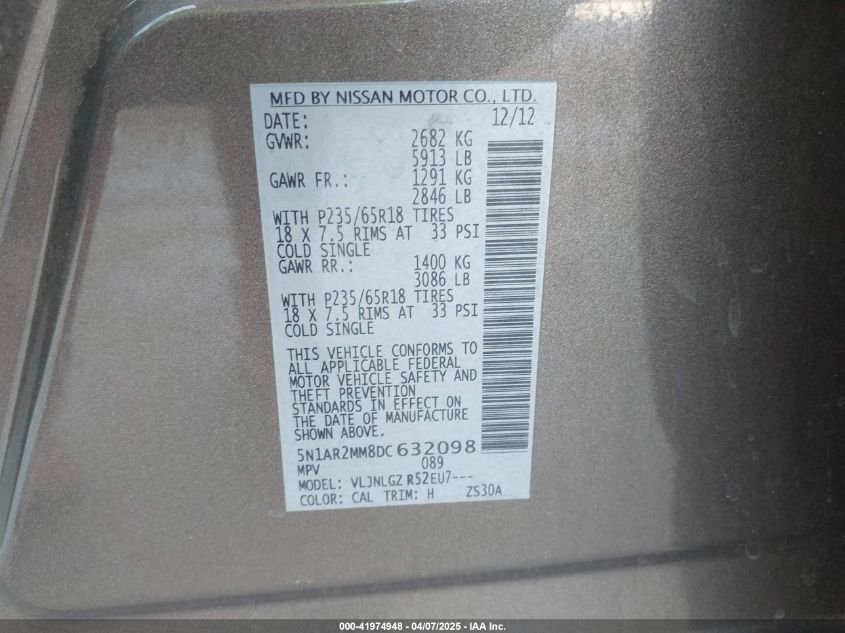 MFD BY NISSAN MOTOR CO., LTD.
DATE: 12/12
GVWR: 2682 KG
5913 LB
GAWR FR.: 1291 KG
2846 LB
WITH P235/65R18 TIRES
18 X 7.5 RIMS AT 33 PSI
COLD SINGLE
GAWR RR.: 1400 KG
3086 LB
WITH P235/65R18 TIRES
18 X 7.5 RIMS AT 33 PSI
COLD SINGLE
THIS VEHICLE CONFORMS TO
ALL APPLICABLE FEDERAL
MOTOR VEHICLE SAFETY AND
THEFT PREVENTION
STANDARDS IN EFFECT ON
THE DATE OF MANUFACTURE
SHOWN ABOVE.
5N1AR2MM8DC632098
MPV 089
MODEL: VLJNLGZ R52EU7---
COLOR: CAL TRIM: H ZS30A
000-41974948 - 04/07/2025 - IAA Inc.